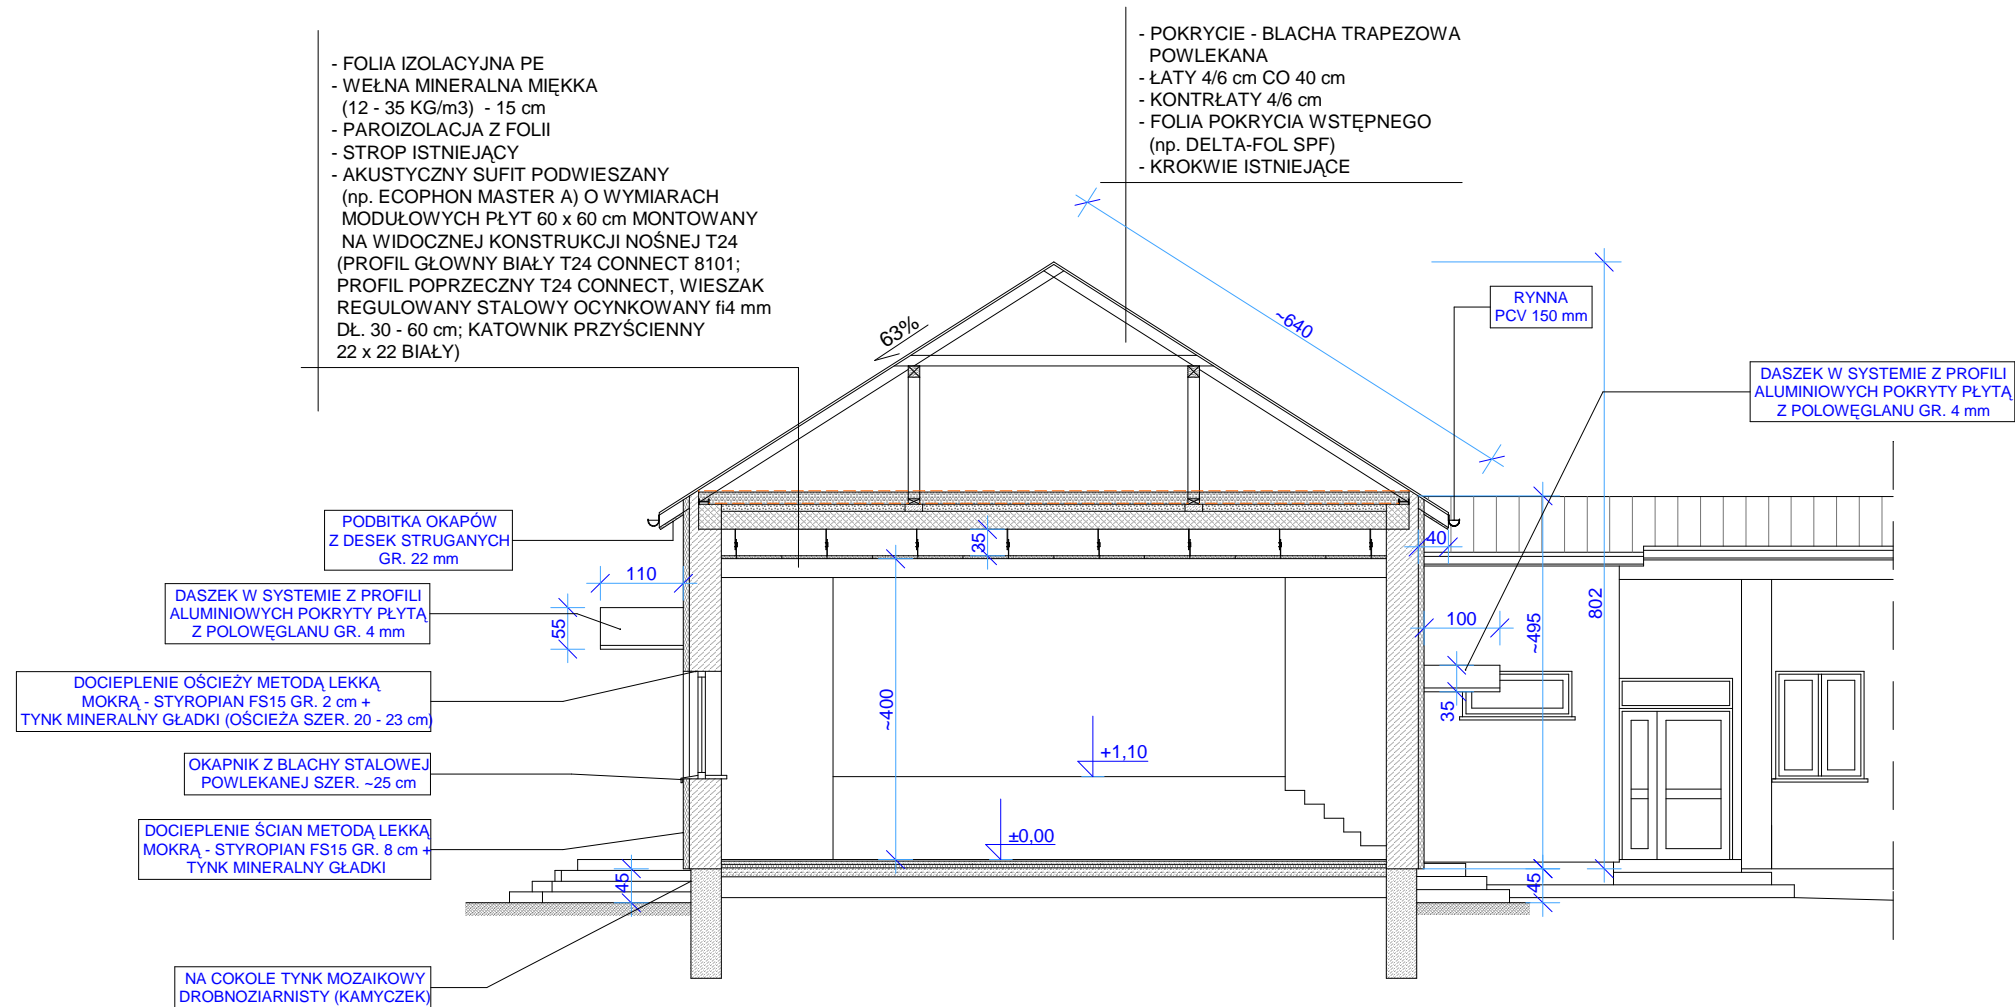 - FOLIA IZOLACYJNA PE
- WEŁNA MINERALNA MIĘKKA
(12 - 35 KG/m3)  - 15 cm
- PAROIZOLACJA Z FOLII
- STROP ISTNIEJĄCY
- AKUSTYCZNY SUFIT PODWIESZANY
(np. ECOPHON MASTER A) O WYMIARACH
MODUŁOWYCH PŁYT 60 x 60 cm MONTOWANY
NA WIDOCZNEJ KONSTRUKCJI NOŚNEJ T24
(PROFIL GŁOWNY BIAŁY T24 CONNECT 8101;
PROFIL POPRZECZNY T24 CONNECT, WIESZAK
REGULOWANY STALOWY OCYNKOWANY fi4 mm
DŁ. 30 - 60 cm; KATOWNIK PRZYŚCIENNY
22 x 22 BIAŁY)
- POKRYCIE - BLACHA TRAPEZOWA
POWLEKANA
- ŁATY 4/6 cm CO 40 cm
- KONTRŁATY 4/6 cm
- FOLIA POKRYCIA WSTĘPNEGO
(np. DELTA-FOL SPF)
- KROKWIE ISTNIEJĄCE
63%
~640
RYNNA
PCV 150 mm
DASZEK W SYSTEMIE Z PROFILI
ALUMINIOWYCH POKRYTY PŁYTĄ
Z POLOWĘGLANU GR. 4 mm
PODBITKA OKAPÓW
Z DESEK STRUGANYCH
GR. 22 mm
35
40
110
DASZEK W SYSTEMIE Z PROFILI
ALUMINIOWYCH POKRYTY PŁYTĄ
Z POLOWĘGLANU GR. 4 mm
55
100
~495
802
DOCIEPLENIE OŚCIEŻY METODĄ LEKKĄ
MOKRĄ - STYROPIAN FS15 GR. 2 cm +
TYNK MINERALNY GŁADKI (OŚCIEŻA SZER. 20 - 23 cm)
~400
35
+1,10
OKAPNIK Z BLACHY STALOWEJ
POWLEKANEJ SZER. ~25 cm
DOCIEPLENIE ŚCIAN METODĄ LEKKĄ
MOKRĄ - STYROPIAN FS15 GR. 8 cm +
TYNK MINERALNY GŁADKI
±0,00
45
45
NA COKOLE TYNK MOZAIKOWY
DROBNOZIARNISTY (KAMYCZEK)